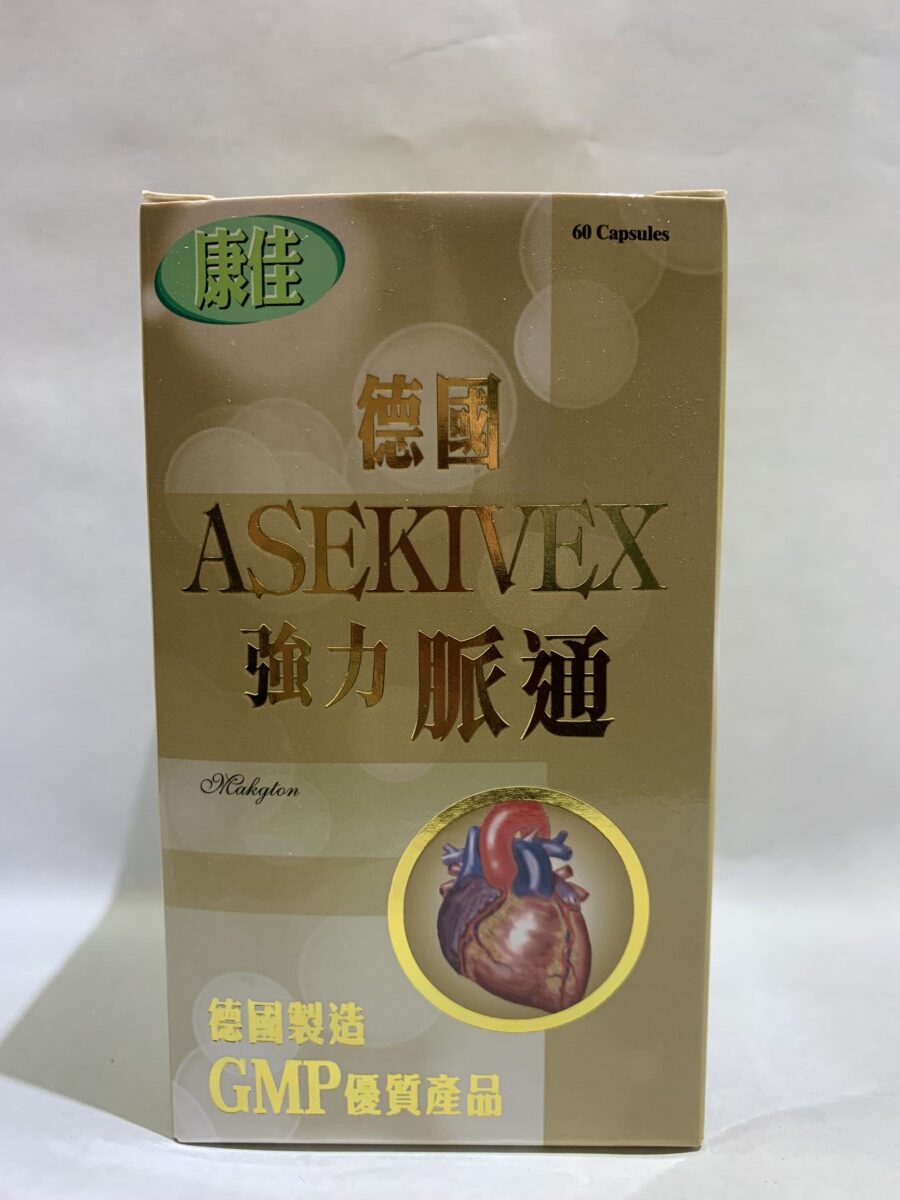 康佳
60 Capsules
德國
ASEKIVEX
強力脈通
Makgton
德國製造
GMP優質產品